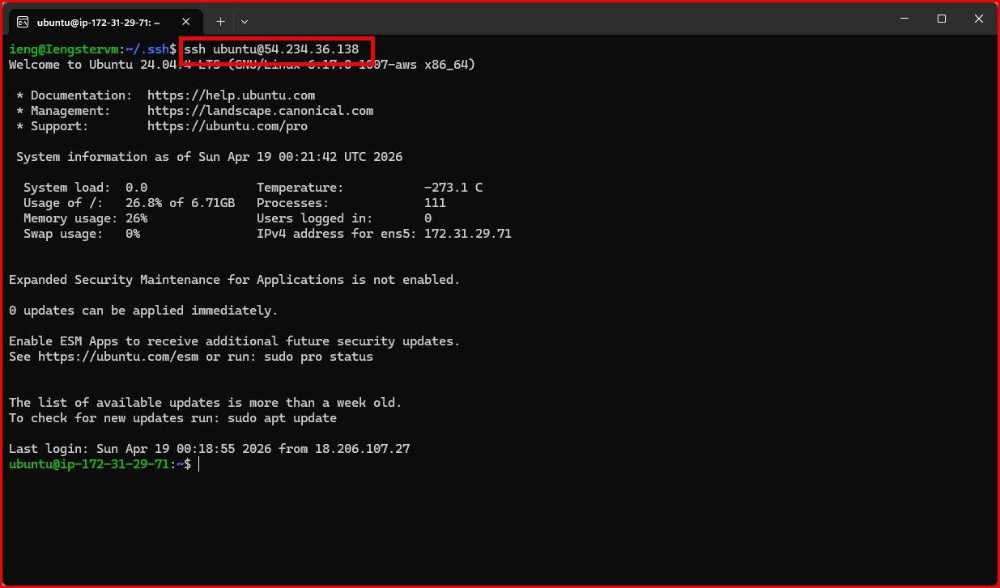 ubuntu@ip-172-31-29-71: ~
ieng@Iengstervm:~/.ssh$ ssh ubuntu@54.234.36.138
Welcome to Ubuntu 24.04.4 LTS (GNU/Linux 6.17.0-1007-aws x86_64)
* Documentation: https://help.ubuntu.com
* Management: https://landscape.canonical.com
* Support: https://ubuntu.com/pro
System information as of Sun Apr 19 00:21:42 UTC 2026
System load: 0.0 Temperature: -273.1 C
Usage of /: 26.8% of 6.71GB Processes: 111
Memory usage: 26% Users logged in: 0
Swap usage: 0% IPv4 address for ens5: 172.31.29.71
Expanded Security Maintenance for Applications is not enabled.
0 updates can be applied immediately.
Enable ESM Apps to receive additional future security updates.
See https://ubuntu.com/esm or run: sudo pro status
The list of available updates is more than a week old.
To check for new updates run: sudo apt update
Last login: Sun Apr 19 00:18:55 2026 from 18.206.107.27
ubuntu@ip-172-31-29-71:~$